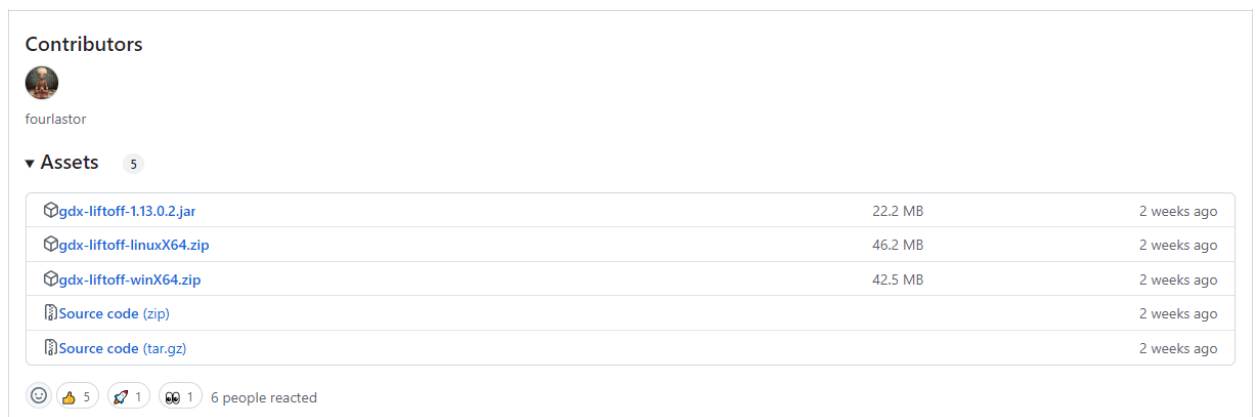 Contributors
fourlastor
Assets 5
gdx-liftoff-1.13.0.2.jar 22.2 MB 2 weeks ago
gdx-liftoff-linuxX64.zip 46.2 MB 2 weeks ago
gdx-liftoff-winX64.zip 42.5 MB 2 weeks ago
Source code (zip) 2 weeks ago
Source code (tar.gz) 2 weeks ago
5 1 1 6 people reacted